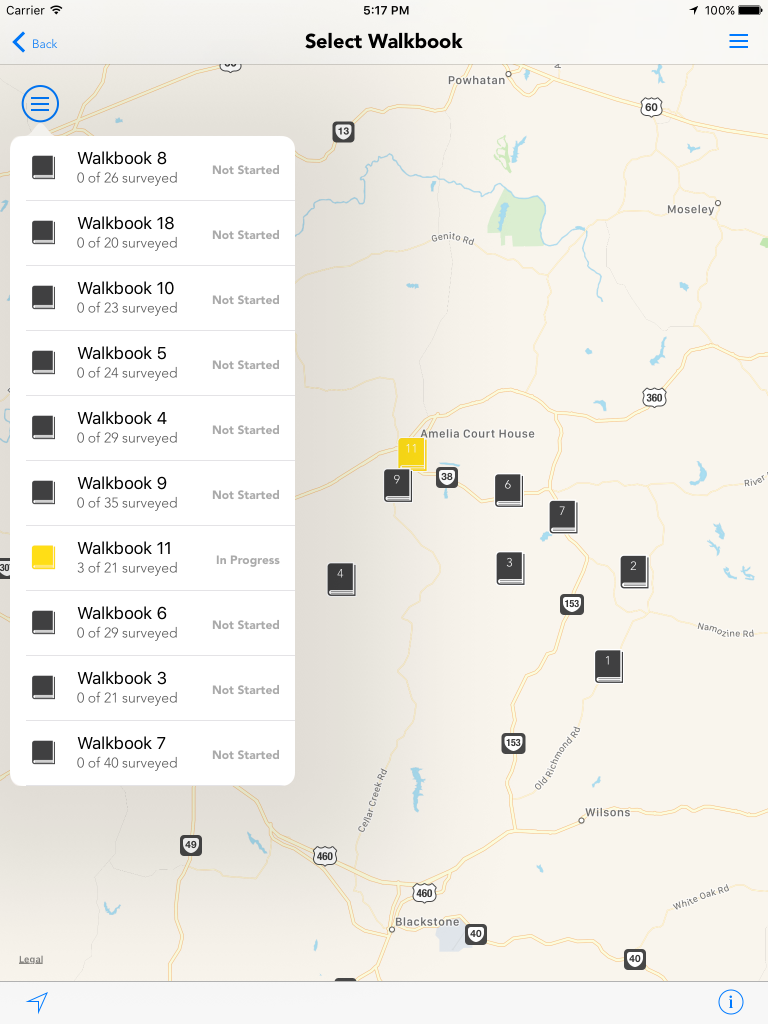 Carrier 5:17 PM 100%
Back Select Walkbook
Powhatan
60
13
Walkbook 8
0 of 26 surveyed Not Started
Walkbook 18
0 of 20 surveyed Not Started
Walkbook 10
0 of 23 surveyed Not Started
Walkbook 5
0 of 24 surveyed Not Started
Walkbook 4
0 of 29 surveyed Not Started
Walkbook 9
0 of 35 surveyed Not Started
Walkbook 11
3 of 21 surveyed In Progress
Walkbook 6
0 of 29 surveyed Not Started
Walkbook 3
0 of 21 surveyed Not Started
Walkbook 7
0 of 40 surveyed Not Started
Moseley
Genito Rd
360
Amelia Court House
11
9
38
6
7
River
4
3
2
153
Namozine Rd
1
153
Old Richmond Rd
Cellar Creek Rd
Wilsons
49
460
460
White Oak Rd
Blackstone
40
40
Legal